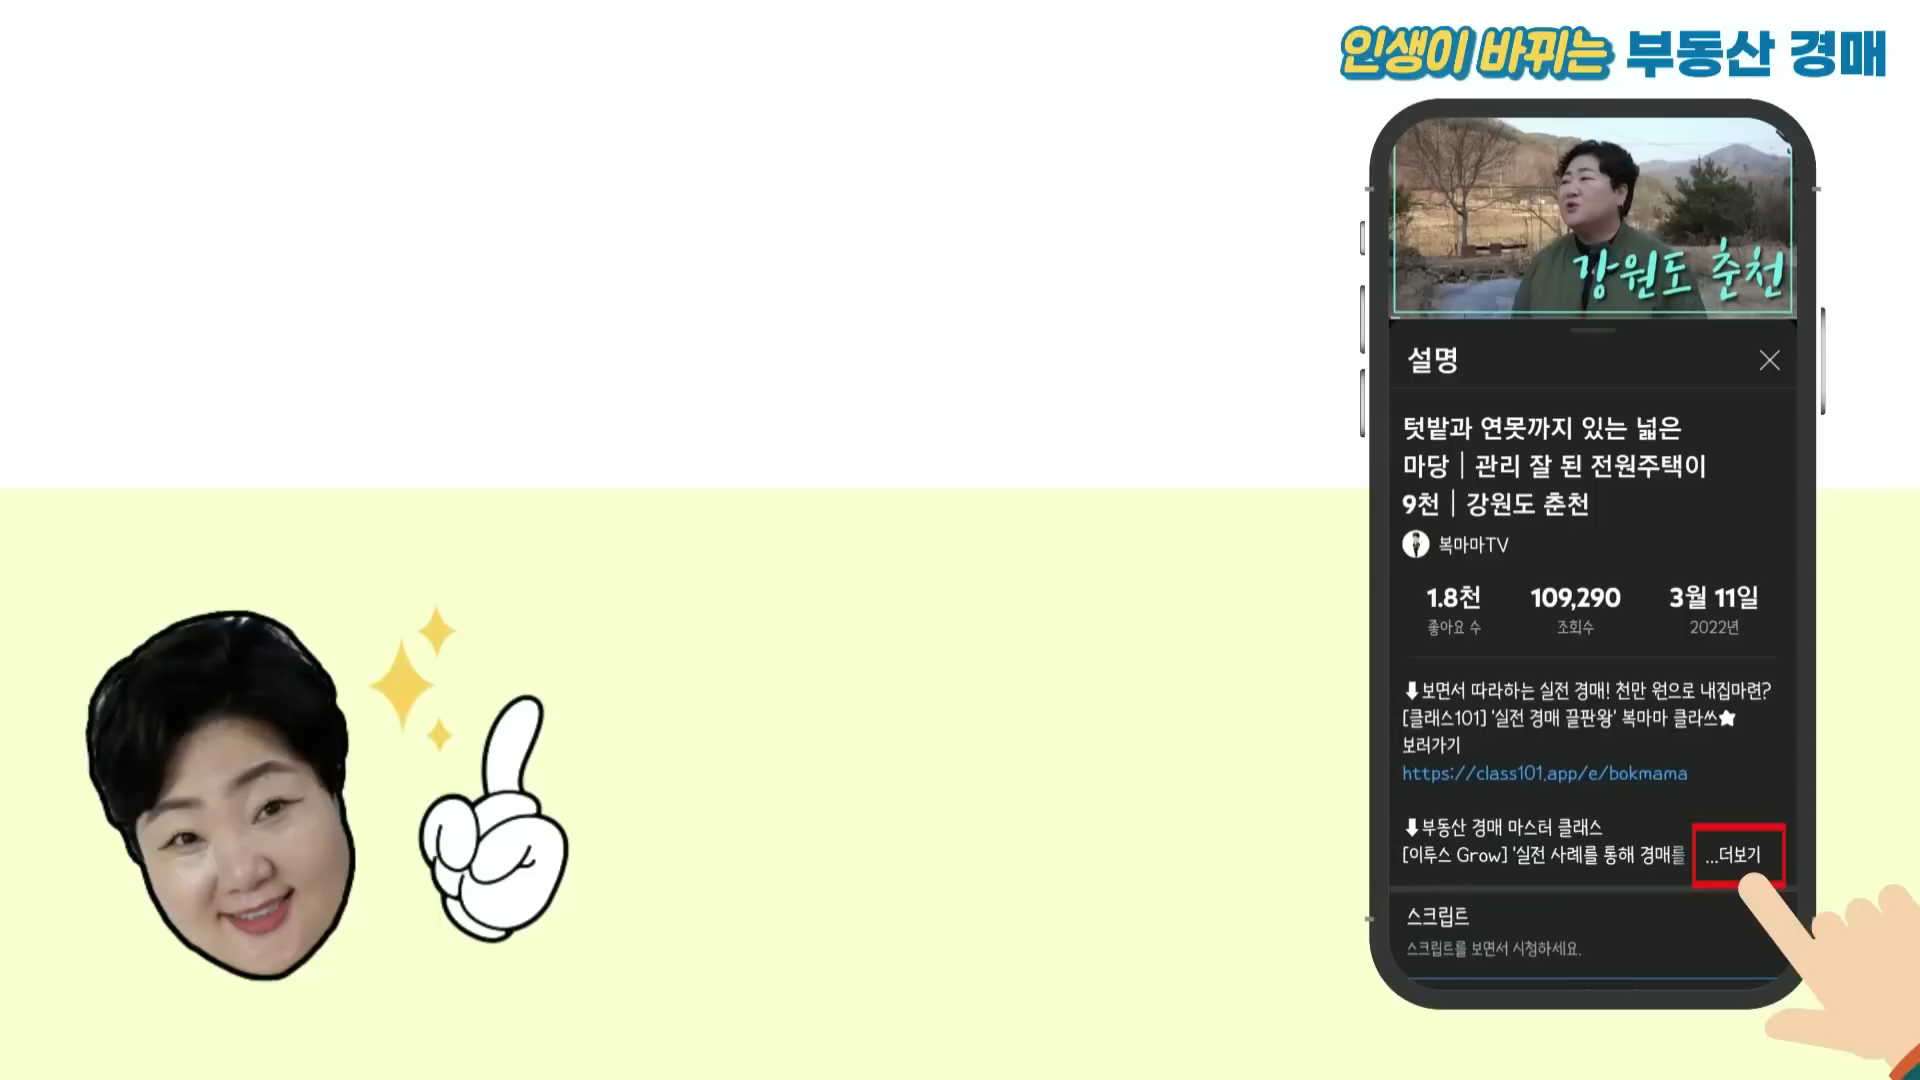 인생이 바뀌는 부동산 경매
강원도 춘천
설명
텃밭과 연못까지 있는 넓은
마당│관리 잘 된 전원주택이
9천│강원도 춘천
복마마TV
1.8천 109,290 3월 11일
좋아요 수 조회수 2022년
⬇보면서 따라하는 실전 경매! 천만 원으로 내집마련?
[클래스101] '실전 경매 끝판왕' 복마마 클라쓰★
보러가기
https://class101.app/e/bokmama
⬇부동산 경매 마스터 클래스
[이투스 Grow] '실전 사례를 통해 경매를 ...더보기
스크립트
스크립트를 보면서 시청하세요.